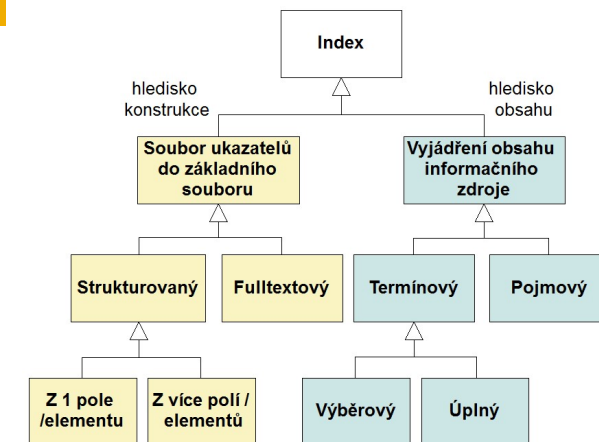 Index
hledisko
konstrukce
hledisko
obsahu
Soubor ukazatelů
do základního
souboru
Vyjádření obsahu
informačního
zdroje
Strukturovaný
Fulltextový
Termínový
Pojmový
Z 1 pole
/elementu
Z více polí /
elementů
Výběrový
Úplný